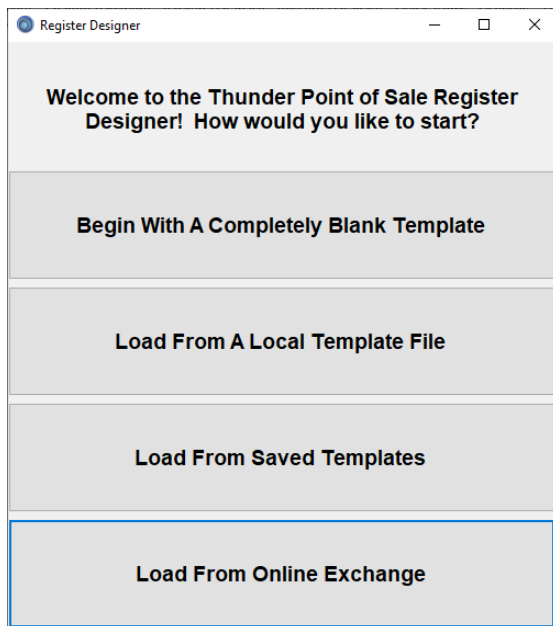 Register Designer
Welcome to the Thunder Point of Sale Register
Designer!  How would you like to start?
Begin With A Completely Blank Template
Load From A Local Template File
Load From Saved Templates
Load From Online Exchange